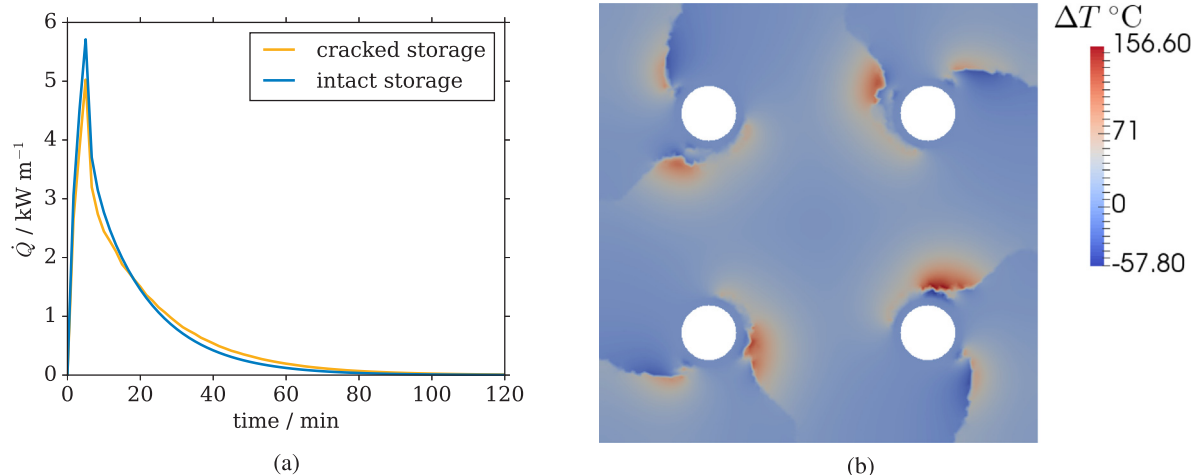 6
5
4
3
2
1
0
Q̇ / kW m⁻¹
cracked storage
intact storage
0 20 40 60 80 100 120
time / min
(a)
ΔT °C
156.60
71
0
-57.80
(b)